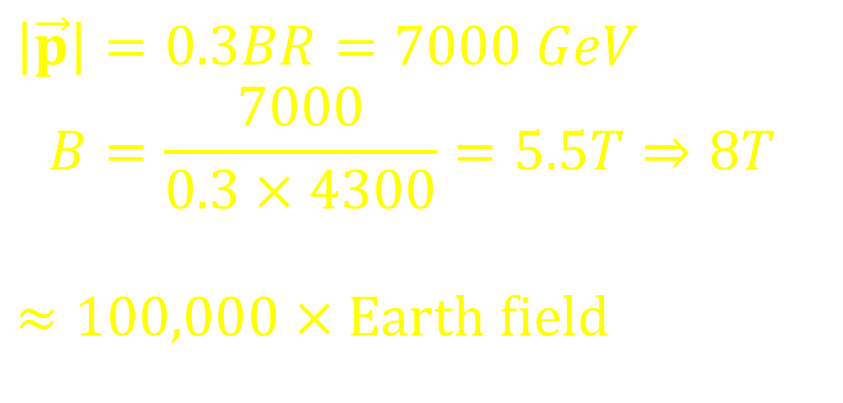 |p⃗| = 0.3BR = 7000 GeV
B = 7000 / 0.3 × 4300 = 5.5T ⇒ 8T
≈ 100,000 × Earth field